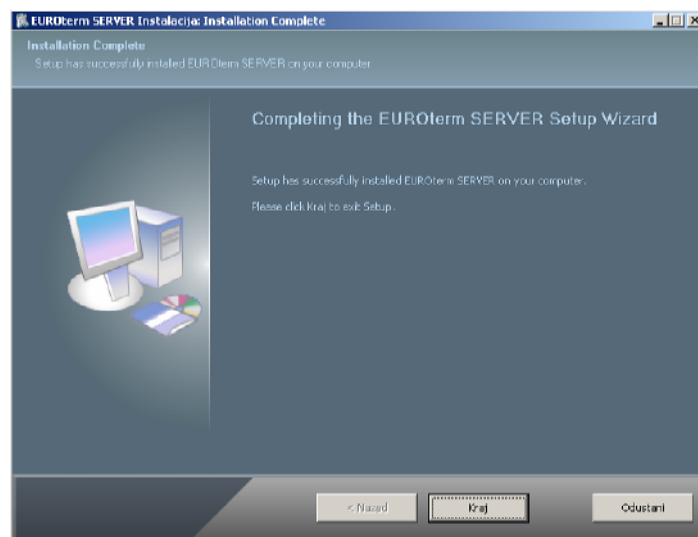 EUROterm SERVER Instalacija: Installation Complete
Installation Complete
Setup has successfully installed EUROterm SERVER on your computer
Completing the EUROterm SERVER Setup Wizard
Setup has successfully installed EUROterm SERVER on your computer.
Please click Kraj to exit Setup.
< Nazad
Kraj
Odustani